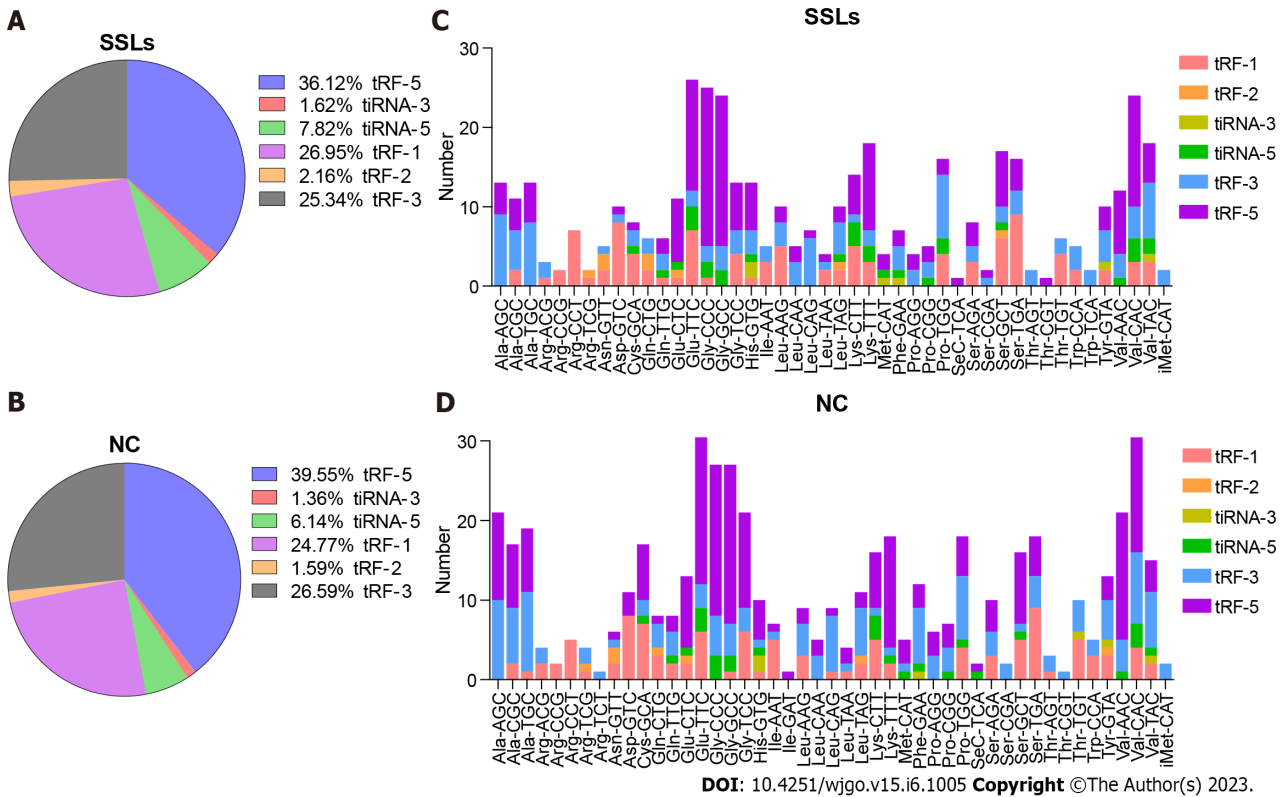 A
SSLs
36.12% tRF-5
1.62% tiRNA-3
7.82% tiRNA-5
26.95% tRF-1
2.16% tRF-2
25.34% tRF-3
B
NC
39.55% tRF-5
1.36% tiRNA-3
6.14% tiRNA-5
24.77% tRF-1
1.59% tRF-2
26.59% tRF-3
C
SSLs
Number
30
20
10
0
Ala-AGC
Ala-CGC
Ala-TGC
Arg-ACG
Arg-CCG
Arg-CCT
Arg-TCG
Asn-GTT
Asp-GTC
Cys-GCA
Gln-CTG
Gln-TTG
Glu-CTC
Glu-TTC
Gly-CCC
Gly-GCC
Gly-TCC
His-GTG
Ile-AAT
Leu-AAG
Leu-CAA
Leu-CAG
Leu-TAA
Leu-TAG
Lys-CTT
Lys-TTT
Met-CAT
Phe-GAA
Pro-AGG
Pro-CGG
Pro-TGG
SeC-TCA
Ser-AGA
Ser-CGA
Ser-GCT
Ser-TGA
Thr-AGT
Thr-CGT
Thr-TGT
Trp-CCA
Trp-TCA
Tyr-GTA
Val-AAC
Val-CAC
Val-TAC
iMet-CAT
tRF-1
tRF-2
tiRNA-3
tiRNA-5
tRF-3
tRF-5
D
NC
Number
30
20
10
0
Ala-AGC
Ala-CGC
Ala-TGC
Arg-ACG
Arg-CCG
Arg-CCT
Arg-TCG
Arg-TCT
Asn-GTT
Asp-GTC
Cys-GCA
Gln-CTG
Gln-TTG
Glu-CTC
Glu-TTC
Gly-CCC
Gly-GCC
Gly-TCC
His-GTG
Ile-AAT
Ile-GAT
Leu-AAG
Leu-CAA
Leu-CAG
Leu-TAA
Leu-TAG
Lys-CTT
Lys-TTT
Met-CAT
Phe-GAA
Pro-AGG
Pro-CGG
Pro-TGG
SeC-TCA
Ser-AGA
Ser-CGA
Ser-GCT
Ser-TGA
Thr-AGT
Thr-CGT
Thr-TGT
Trp-CCA
Tyr-GTA
Val-AAC
Val-CAC
Val-TAC
iMet-CAT
tRF-1
tRF-2
tiRNA-3
tiRNA-5
tRF-3
tRF-5
DOI: 10.4251/wjgo.v15.i6.1005 Copyright ©The Author(s) 2023.